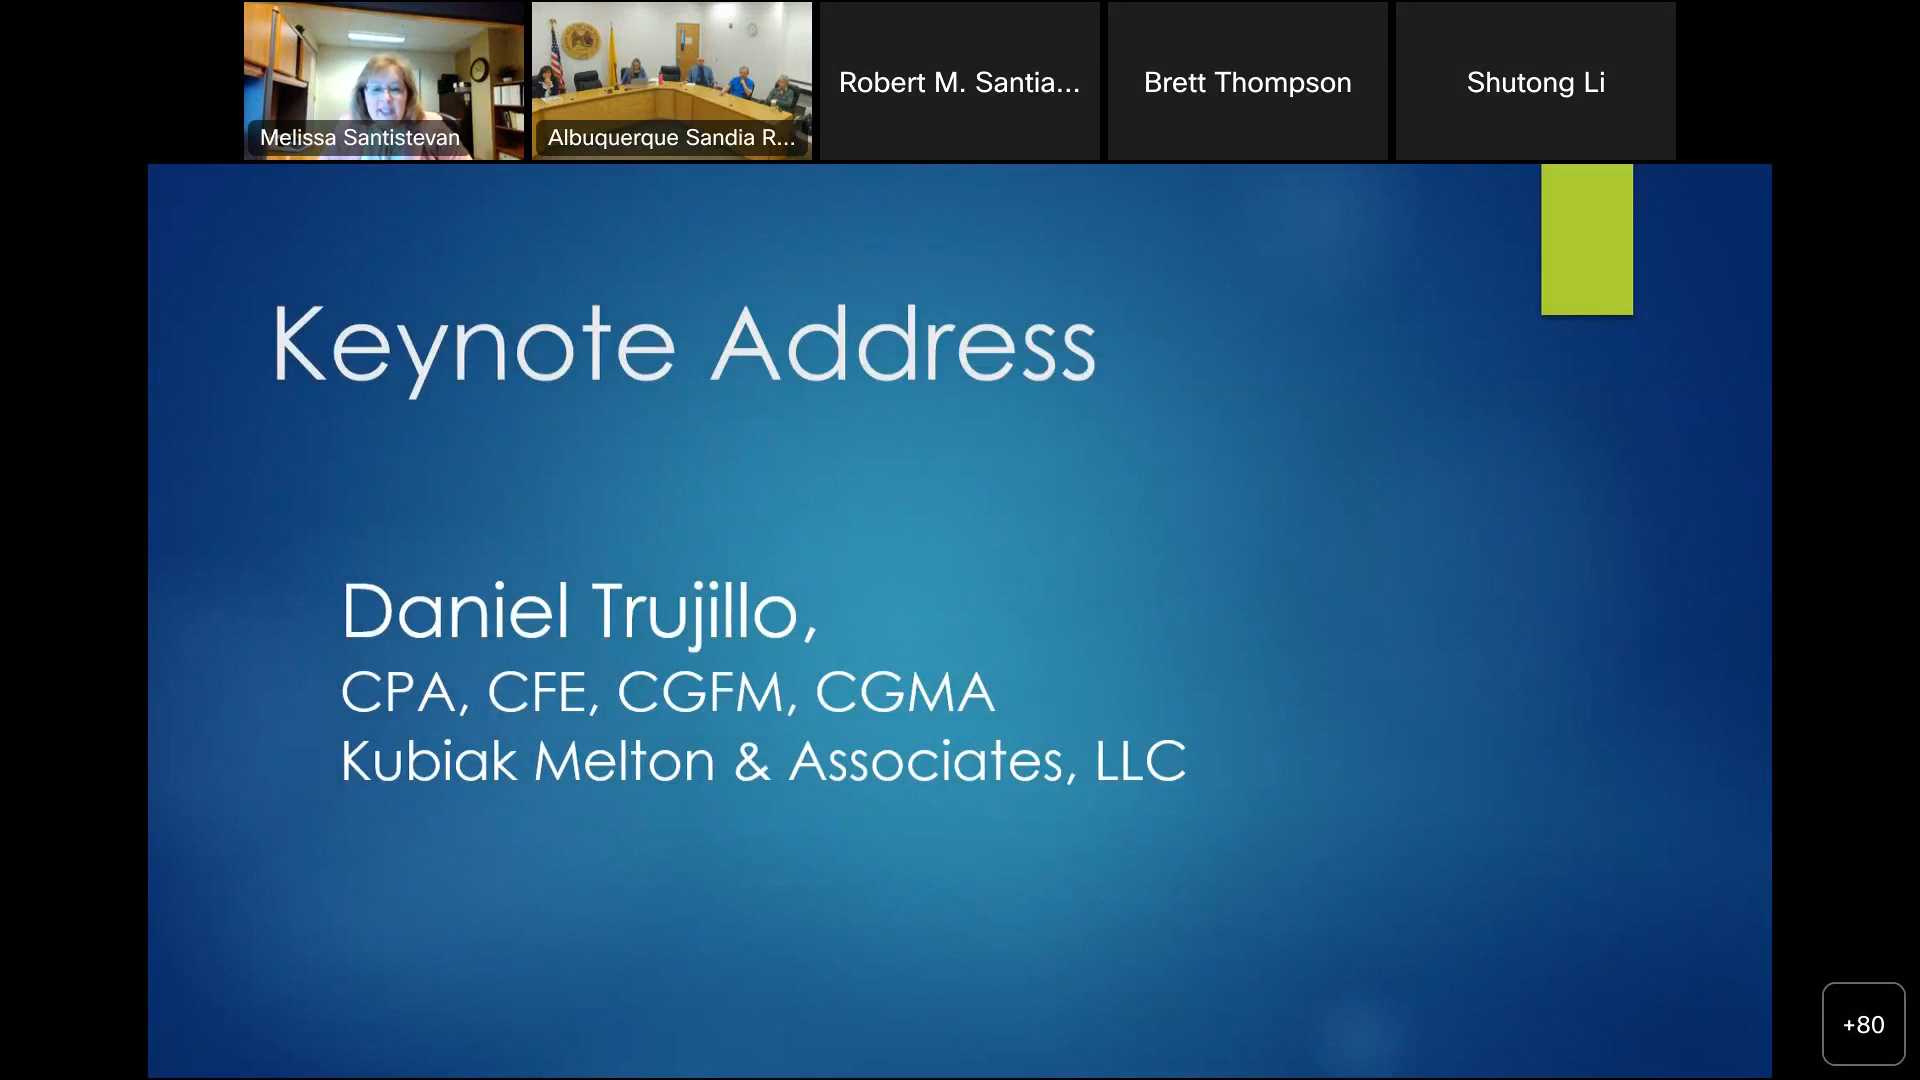 Melissa Santistevan
Albuquerque Sandia R...
Robert M. Santia...
Brett Thompson
Shutong Li
Keynote Address
Daniel Trujillo,
CPA, CFE, CGFM, CGMA
Kubiak Melton & Associates, LLC
+80